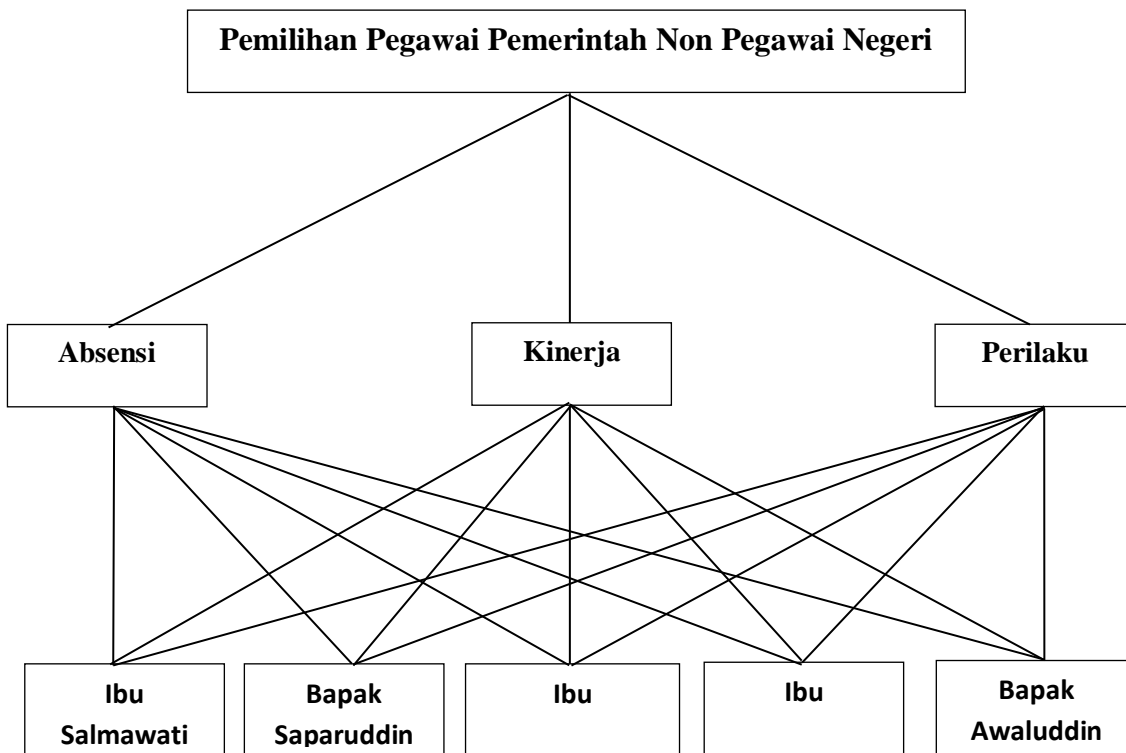 Pemilihan Pegawai Pemerintah Non Pegawai Negeri
Absensi
Kinerja
Perilaku
Ibu
Salmawati
Bapak
Saparuddin
Ibu
Ibu
Bapak
Awaluddin